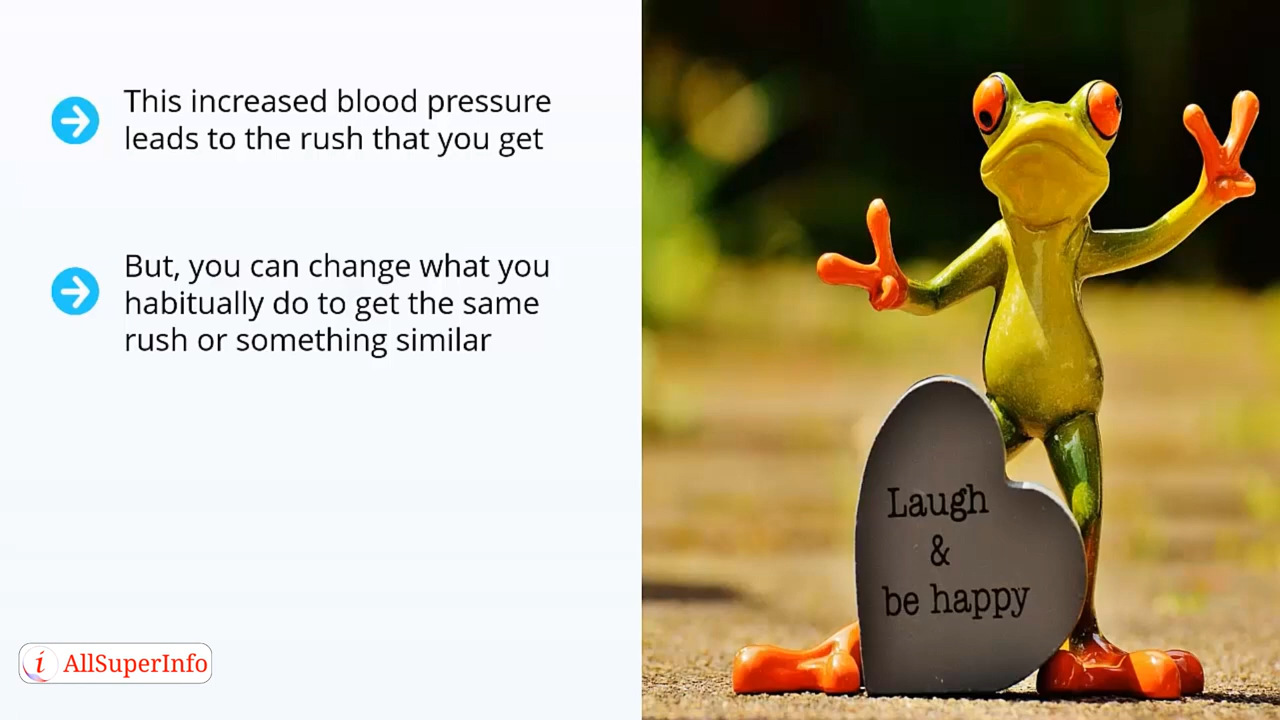 This increased blood pressure
leads to the rush that you get
But, you can change what you
habitually do to get the same
rush or something similar
Laugh
&
be happy
i AllSuperInfo